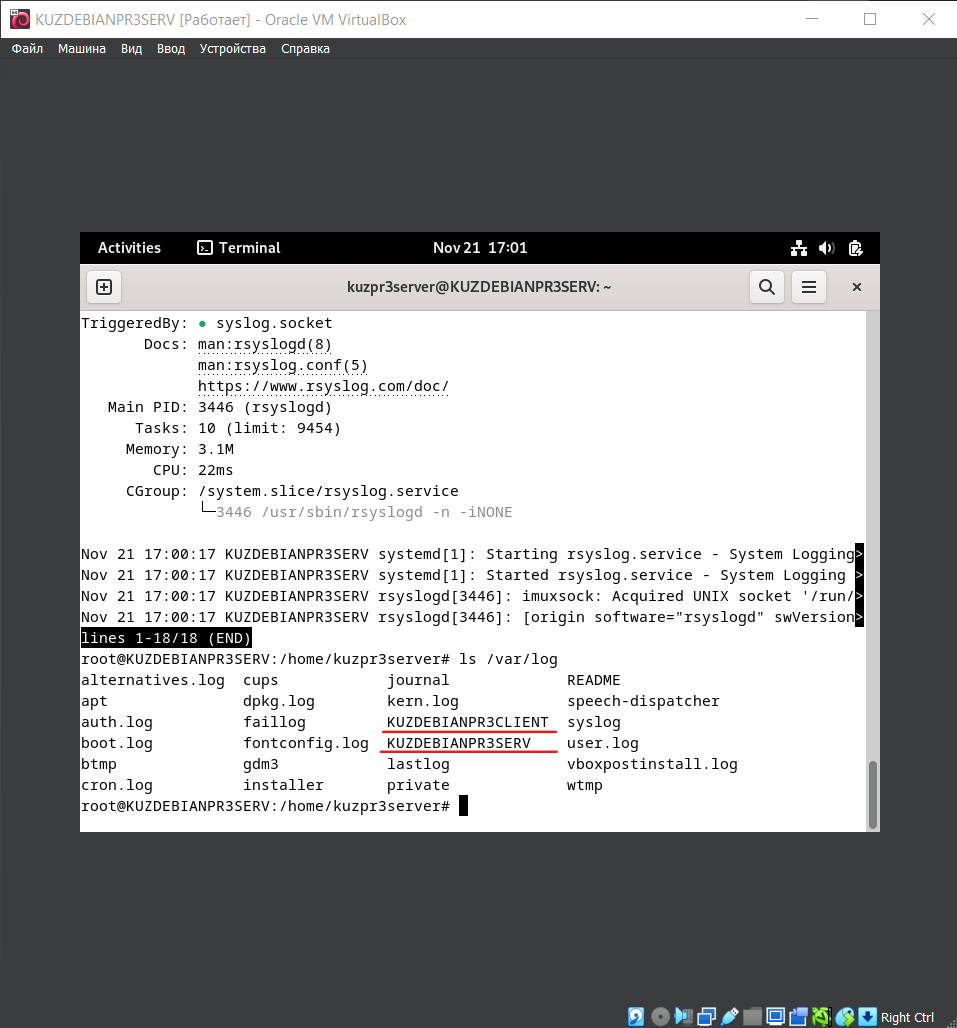 KUZDEBIANPR3SERV [Работает] - Oracle VM VirtualBox
Файл Машина Вид Ввод Устройства Справка
Activities Terminal Nov 21 17:01
kuzpr3server@KUZDEBIANPR3SERV: ~
TriggeredBy: ● syslog.socket
Docs: man:rsyslogd(8)
man:rsyslog.conf(5)
https://www.rsyslog.com/doc/
Main PID: 3446 (rsyslogd)
Tasks: 10 (limit: 9454)
Memory: 3.1M
CPU: 22ms
CGroup: /system.slice/rsyslog.service
└─3446 /usr/sbin/rsyslogd -n -iNONE
Nov 21 17:00:17 KUZDEBIANPR3SERV systemd[1]: Starting rsyslog.service - System Logging>
Nov 21 17:00:17 KUZDEBIANPR3SERV systemd[1]: Started rsyslog.service - System Logging >
Nov 21 17:00:17 KUZDEBIANPR3SERV rsyslogd[3446]: imuxsock: Acquired UNIX socket '/run/>
Nov 21 17:00:17 KUZDEBIANPR3SERV rsyslogd[3446]: [origin software="rsyslogd" swVersion>
lines 1-18/18 (END)
root@KUZDEBIANPR3SERV:/home/kuzpr3server# ls /var/log
alternatives.log cups journal README
apt dpkg.log kern.log speech-dispatcher
auth.log faillog KUZDEBIANPR3CLIENT syslog
boot.log fontconfig.log KUZDEBIANPR3SERV user.log
btmp gdm3 lastlog vboxpostinstall.log
cron.log installer private wtmp
root@KUZDEBIANPR3SERV:/home/kuzpr3server#
Right Ctrl